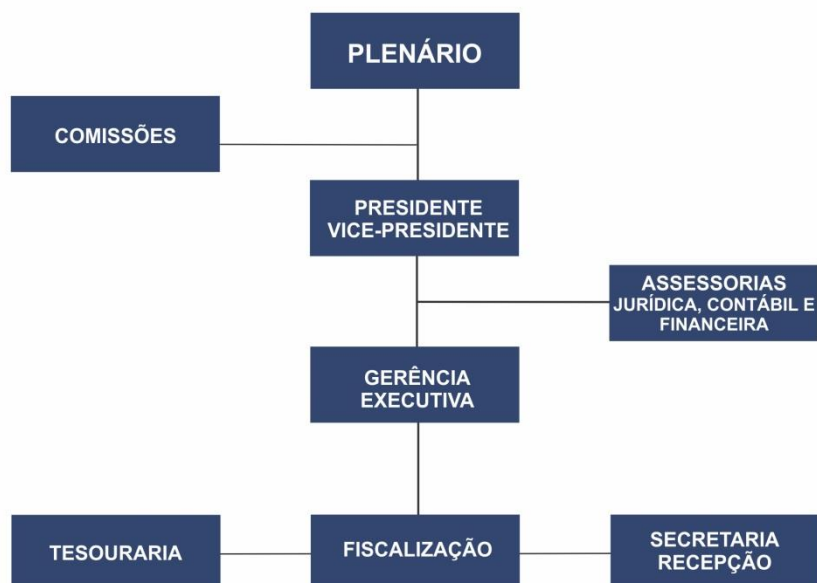 PLENÁRIO
COMISSÕES
PRESIDENTE
VICE-PRESIDENTE
ASSESSORIAS
JURÍDICA, CONTÁBIL E
FINANCEIRA
GERÊNCIA
EXECUTIVA
TESOURARIA
FISCALIZAÇÃO
SECRETARIA
RECEPÇÃO